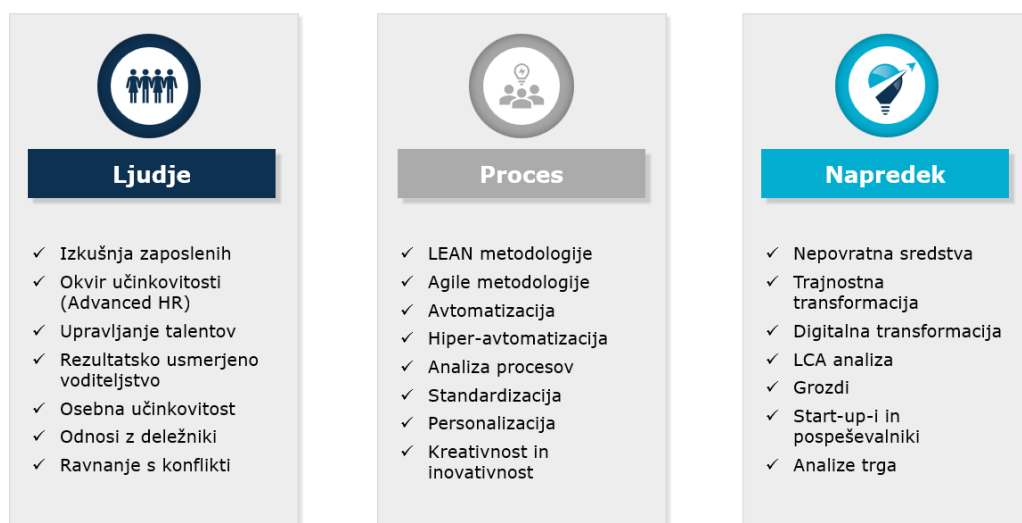 Ljudje
✓ Izkušnja zaposlenih
✓ Okvir učinkovitosti
(Advanced HR)
✓ Upravljanje talentov
✓ Rezultatsko usmerjeno
voditeljstvo
✓ Osebna učinkovitost
✓ Odnosi z deležniki
✓ Ravnanje s konflikti
Proces
✓ LEAN metodologije
✓ Agile metodologije
✓ Avtomatizacija
✓ Hiper-avtomatizacija
✓ Analiza procesov
✓ Standardizacija
✓ Personalizacija
✓ Kreativnost in
inovativnost
Napredek
✓ Nepovratna sredstva
✓ Trajnostna
transformacija
✓ Digitalna transformacija
✓ LCA analiza
✓ Grozdi
✓ Start-up-i in
pospeševalniki
✓ Analize trga